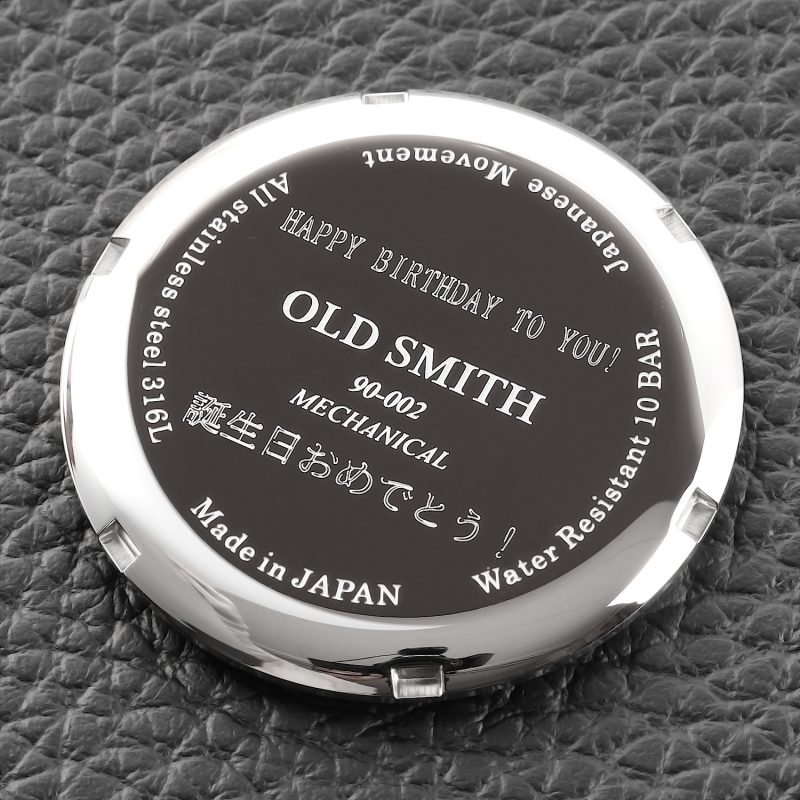 HAPPY BIRTHDAY TO YOU!
OLD SMITH
90-002
MECHANICAL
誕生日おめでとう!
All stainless steel 316L
Japanese Movement
Water Resistant 10 BAR
Made in JAPAN